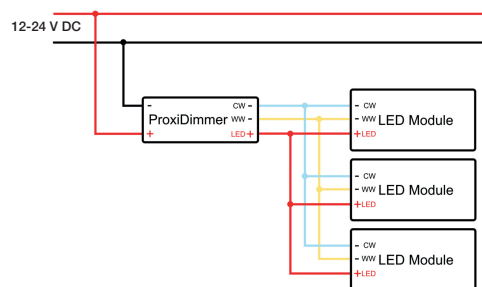 12-24 V DC
- CW -
ProxiDimmer WW -
+ LED +
- CW
- WW LED Module
+LED
- CW
- WW LED Module
+LED
- CW
- WW LED Module
+LED